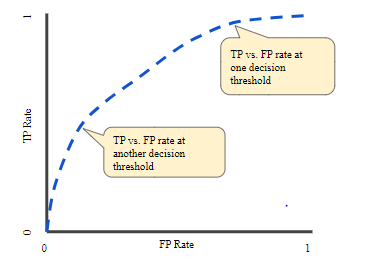 1
TP vs. FP rate at
one decision
threshold
TP Rate
TP vs. FP rate at
another decision
threshold
0
0
FP Rate
1